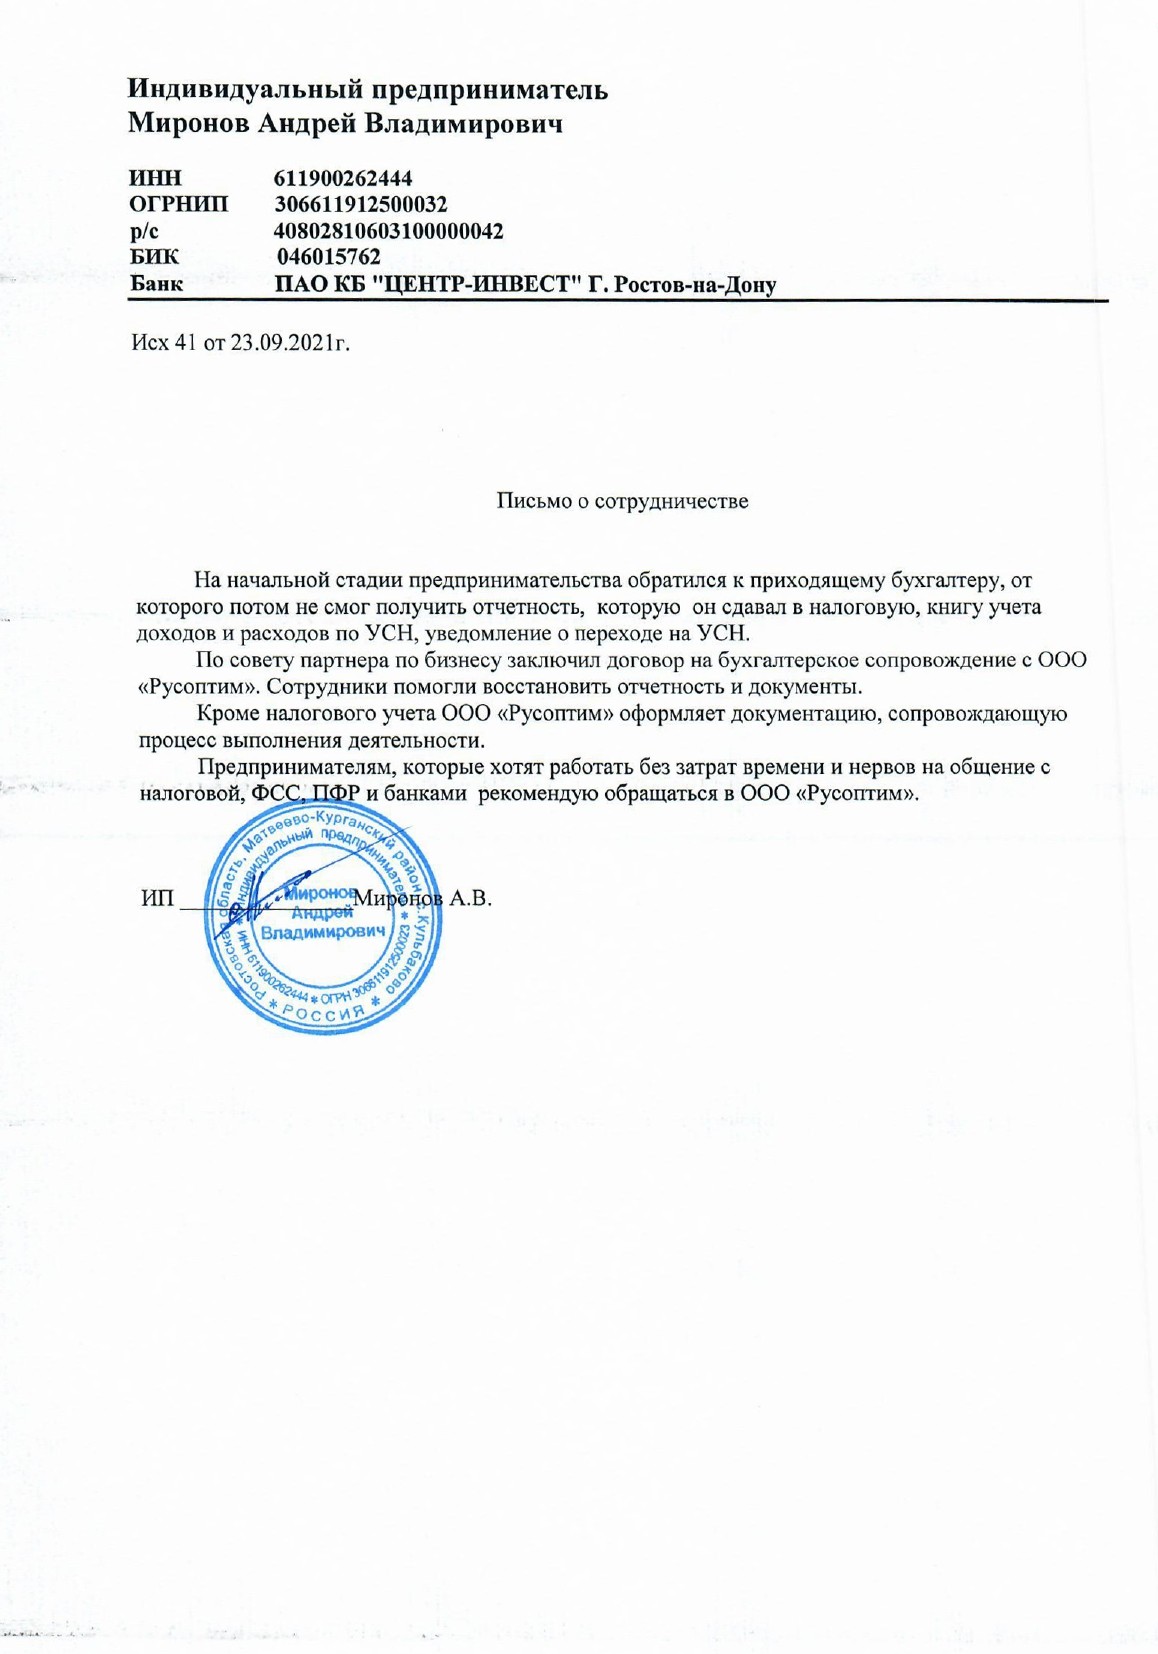 Индивидуальный предприниматель
Миронов Андрей Владимирович
ИНН 611900262444
ОГРНИП 306611912500032
р/с 40802810603100000042
БИК 046015762
Банк ПАО КБ "ЦЕНТР-ИНВЕСТ" Г. Ростов-на-Дону
Исх 41 от 23.09.2021г.
Письмо о сотрудничестве
На начальной стадии предпринимательства обратился к приходящему бухгалтеру, от
которого потом не смог получить отчетность, которую он сдавал в налоговую, книгу учета
доходов и расходов по УСН, уведомление о переходе на УСН.
По совету партнера по бизнесу заключил договор на бухгалтерское сопровождение с ООО
«Русоптим». Сотрудники помогли восстановить отчетность и документы.
Кроме налогового учета ООО «Русоптим» оформляет документацию, сопровождающую
процесс выполнения деятельности.
Предпринимателям, которые хотят работать без затрат времени и нервов на общение с
налоговой, ФСС, ПФР и банками рекомендую обращаться в ООО «Русоптим».
ИП Миронов А.В.
Ростовская область, Матвеево-Курганский район с.Кульбаково
* РОССИЯ *
Индивидуальный предприниматель
* ИНН 611900262444 * ОГРН 306611912500023 *
Миронов
Андрей
Владимирович